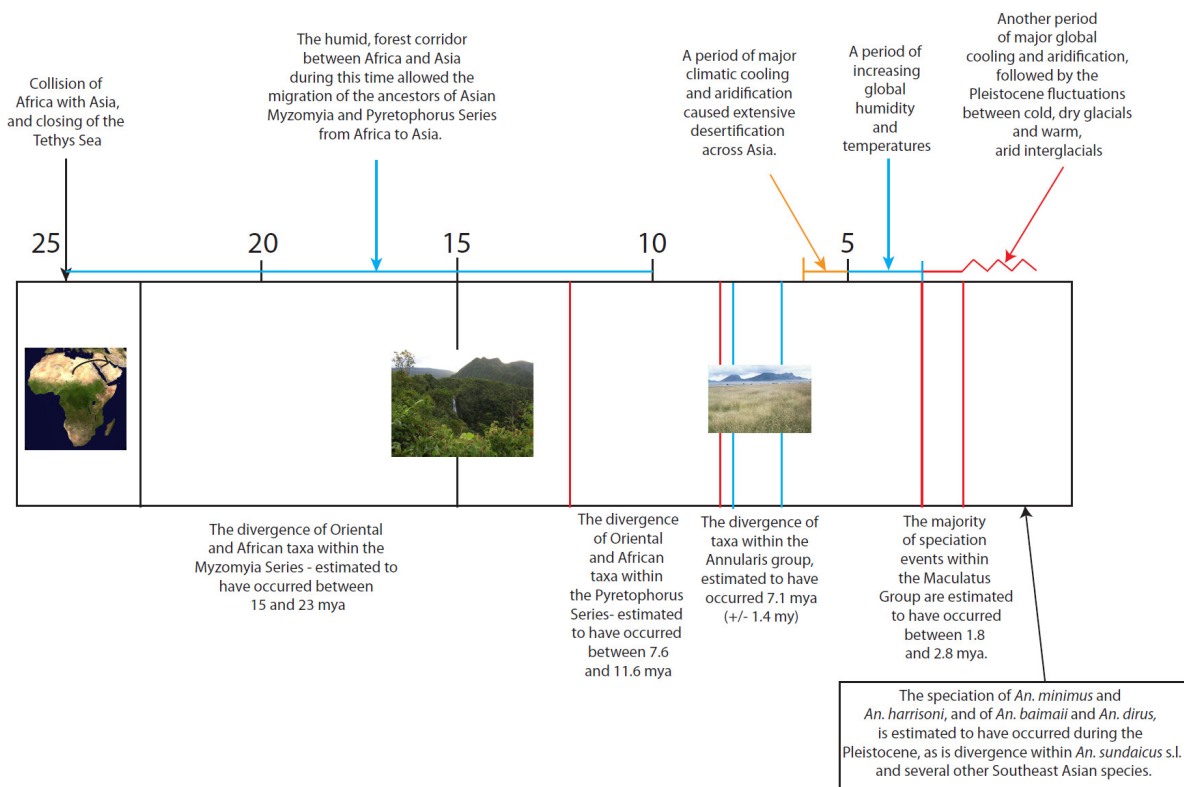 Collision of
Africa with Asia,
and closing of the
Tethys Sea
The humid, forest corridor
between Africa and Asia
during this time allowed the
migration of the ancestors of Asian
Myzomyia and Pyretophorus Series
from Africa to Asia.
A period of major
climatic cooling
and aridification
caused extensive
desertification
across Asia.
A period of
increasing
global
humidity
and
temperatures
Another period
of major global
cooling and aridification,
followed by the
Pleistocene fluctuations
between cold, dry glacials
and warm,
arid interglacials
25
20
15
10
5
The divergence of Oriental
and African taxa within the
Myzomyia Series - estimated to
have occurred between
15 and 23 mya
The divergence
of Oriental
and African
taxa within
the Pyretophorus
Series- estimated
to have occurred
between 7.6
and 11.6 mya
The divergence of
taxa within the
Annularis group,
estimated to have
occurred 7.1 mya
(+/- 1.4 my)
The majority
of speciation
events within
the Maculatus
Group are estimated
to have occurred
between 1.8
and 2.8 mya.
The speciation of An. minimus and
An. harrisoni, and of An. baimaii and An. dirus,
is estimated to have occurred during the
Pleistocene, as is divergence within An. sundaicus s.l.
and several other Southeast Asian species.